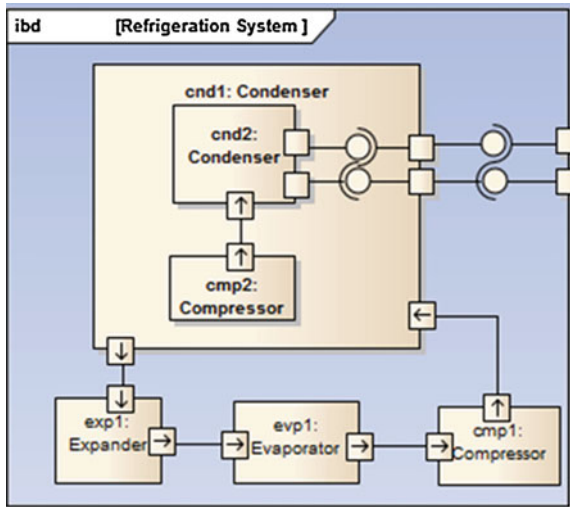 ibd [Refrigeration System ]
cnd1: Condenser
cnd2:
Condenser
cmp2:
Compressor
exp1:
Expander
evp1:
Evaporator
cmp1:
Compressor